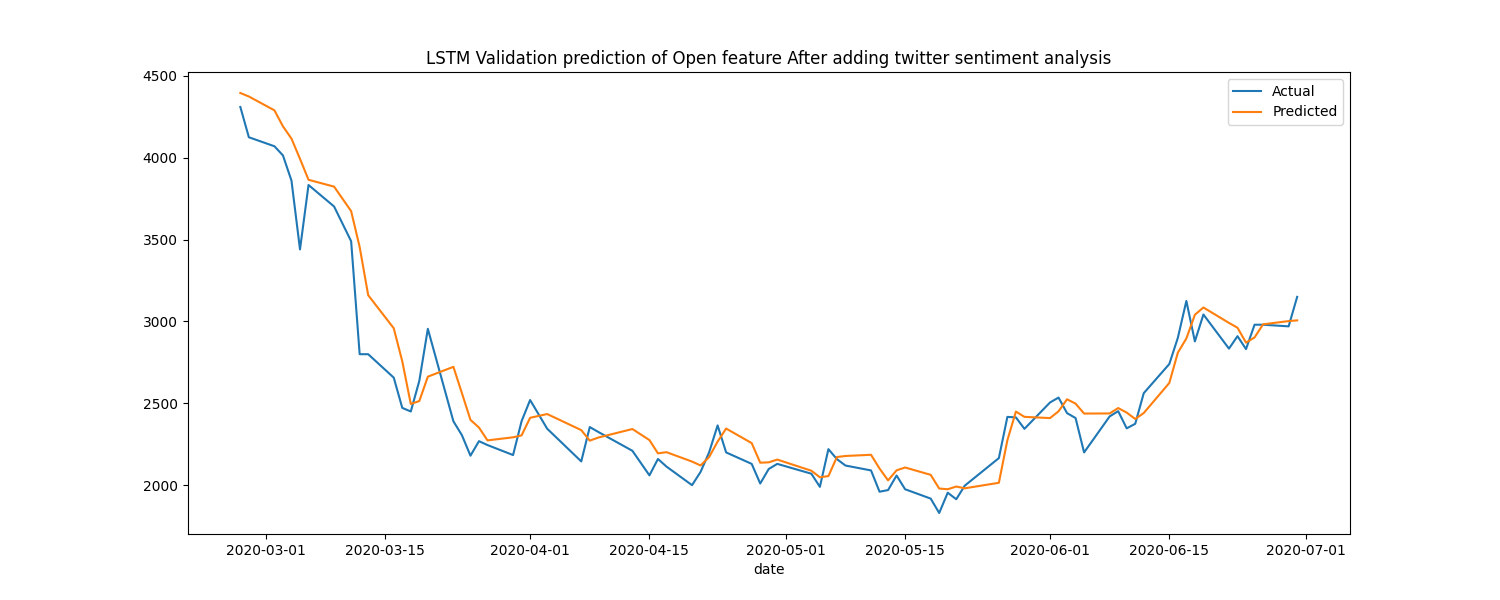 LSTM Validation prediction of Open feature After adding twitter sentiment analysis
Actual
Predicted
4500
4000
3500
3000
2500
2000
2020-03-01 2020-03-15 2020-04-01 2020-04-15 2020-05-01 2020-05-15 2020-06-01 2020-06-15 2020-07-01
date